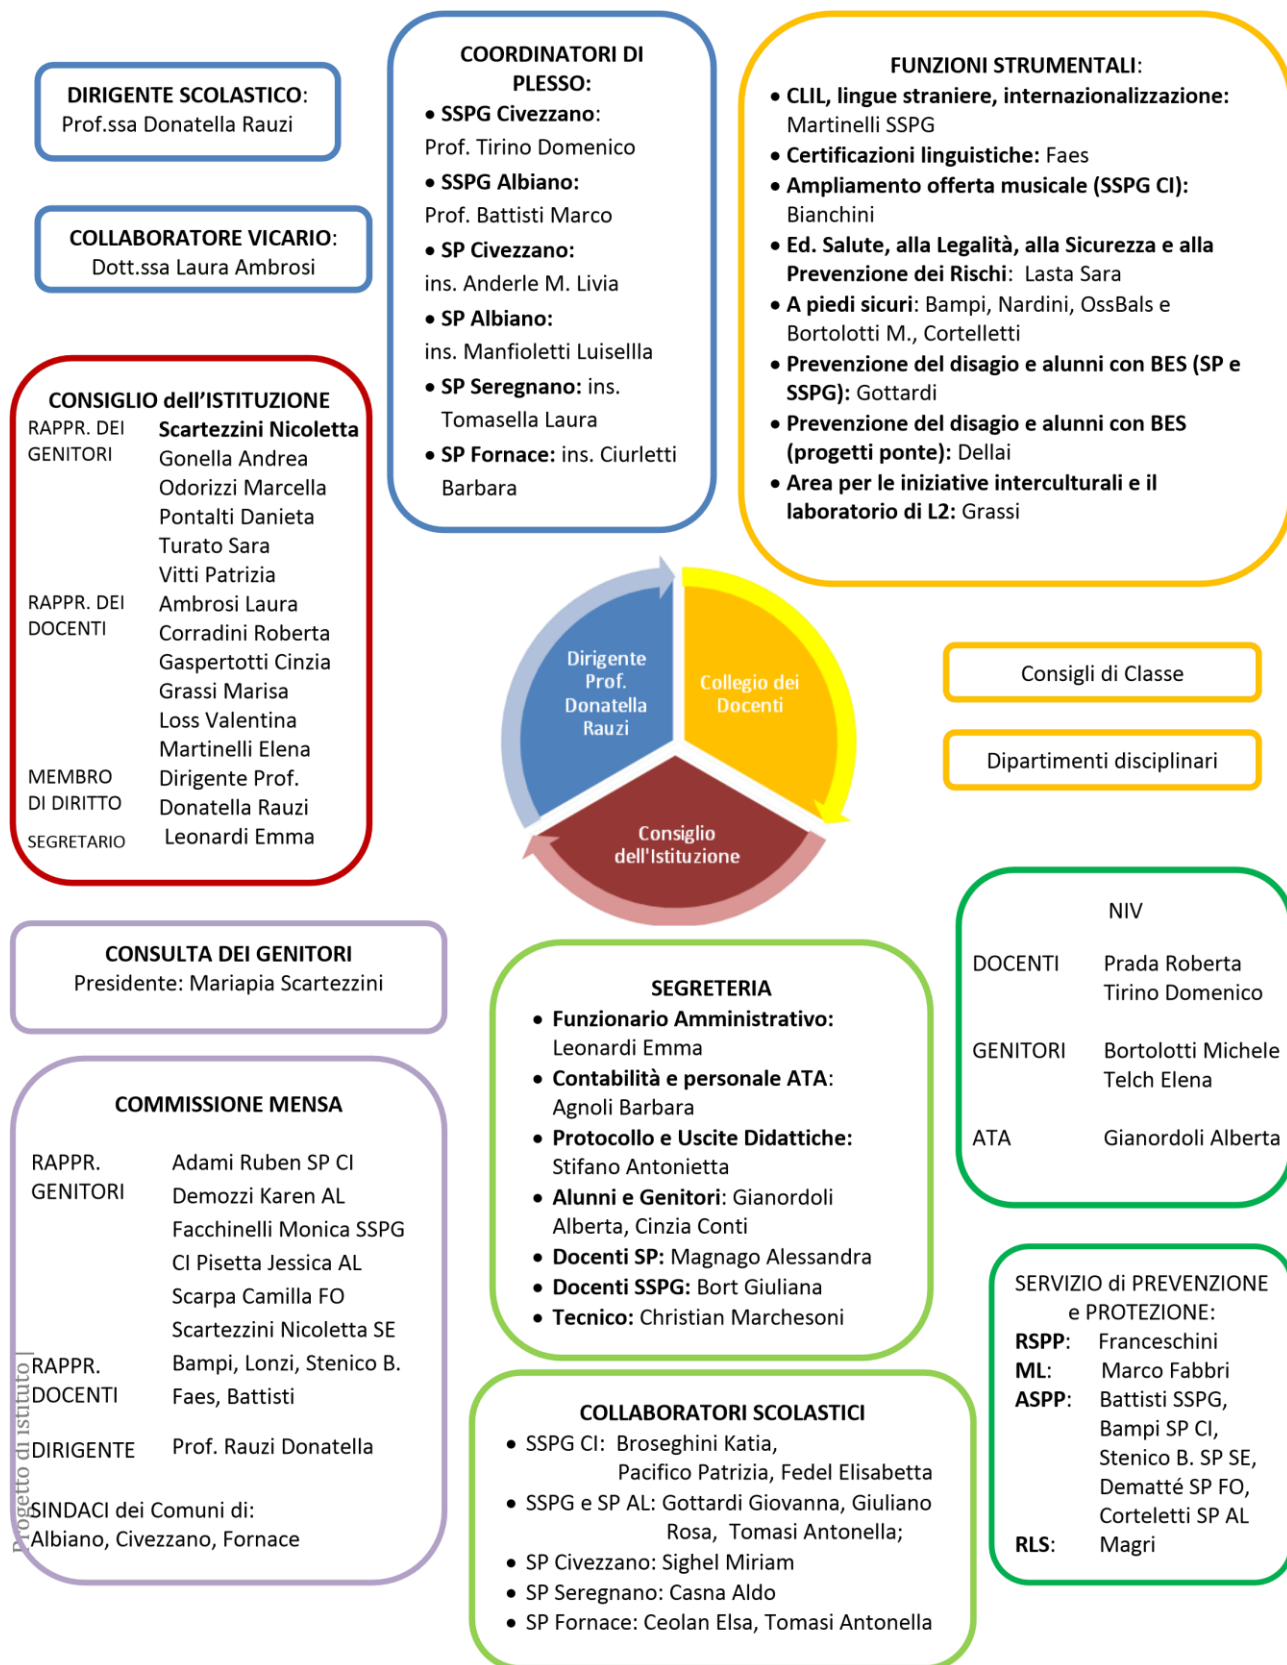 DIRIGENTE SCOLASTICO:
Prof.ssa Donatella Rauzi
COLLABORATORE VICARIO:
Dott.ssa Laura Ambrosi
COORDINATORI DI
PLESSO:
• SSPG Civezzano:
Prof. Tirino Domenico
• SSPG Albiano:
Prof. Battisti Marco
• SP Civezzano:
ins. Anderle M. Livia
• SP Albiano:
ins. Manfioletti Luisellla
• SP Seregnano: ins.
Tomasella Laura
• SP Fornace: ins. Ciurletti
Barbara
FUNZIONI STRUMENTALI:
• CLIL, lingue straniere, internazionalizzazione:
Martinelli SSPG
• Certificazioni linguistiche: Faes
• Ampliamento offerta musicale (SSPG CI):
Bianchini
• Ed. Salute, alla Legalità, alla Sicurezza e alla
Prevenzione dei Rischi: Lasta Sara
• A piedi sicuri: Bampi, Nardini, OssBals e
Bortolotti M., Cortelletti
• Prevenzione del disagio e alunni con BES (SP e
SSPG): Gottardi
• Prevenzione del disagio e alunni con BES
(progetti ponte): Dellai
• Area per le iniziative interculturali e il
laboratorio di L2: Grassi
CONSIGLIO dell'ISTITUZIONE
RAPPR. DEI Scartezzini Nicoletta
GENITORI Gonella Andrea
Odorizzi Marcella
Pontalti Danieta
Turato Sara
Vitti Patrizia
RAPPR. DEI Ambrosi Laura
DOCENTI Corradini Roberta
Gaspertotti Cinzia
Grassi Marisa
Loss Valentina
Martinelli Elena
MEMBRO Dirigente Prof.
DI DIRITTO Donatella Rauzi
SEGRETARIO Leonardi Emma
Dirigente
Prof.
Donatella
Rauzi
Collegio dei
Docenti
Consiglio
dell'Istituzione
Consigli di Classe
Dipartimenti disciplinari
CONSULTA DEI GENITORI
Presidente: Mariapia Scartezzini
COMMISSIONE MENSA
RAPPR. Adami Ruben SP CI
GENITORI Demozzi Karen AL
Facchinelli Monica SSPG
CI Pisetta Jessica AL
Scarpa Camilla FO
Scartezzini Nicoletta SE
RAPPR. Bampi, Lonzi, Stenico B.
DOCENTI Faes, Battisti
DIRIGENTE Prof. Rauzi Donatella
SINDACI dei Comuni di:
Albiano, Civezzano, Fornace
Progetto di istituto |
SEGRETERIA
• Funzionario Amministrativo:
Leonardi Emma
• Contabilità e personale ATA:
Agnoli Barbara
• Protocollo e Uscite Didattiche:
Stifano Antonietta
• Alunni e Genitori: Gianordoli
Alberta, Cinzia Conti
• Docenti SP: Magnago Alessandra
• Docenti SSPG: Bort Giuliana
• Tecnico: Christian Marchesoni
COLLABORATORI SCOLASTICI
• SSPG CI: Broseghini Katia,
Pacifico Patrizia, Fedel Elisabetta
• SSPG e SP AL: Gottardi Giovanna, Giuliano
Rosa, Tomasi Antonella;
• SP Civezzano: Sighel Miriam
• SP Seregnano: Casna Aldo
• SP Fornace: Ceolan Elsa, Tomasi Antonella
NIV
DOCENTI Prada Roberta
Tirino Domenico
GENITORI Bortolotti Michele
Telch Elena
ATA Gianordoli Alberta
SERVIZIO di PREVENZIONE
e PROTEZIONE:
RSPP: Franceschini
ML: Marco Fabbri
ASPP: Battisti SSPG,
Bampi SP CI,
Stenico B. SP SE,
Dematté SP FO,
Corteletti SP AL
RLS: Magri